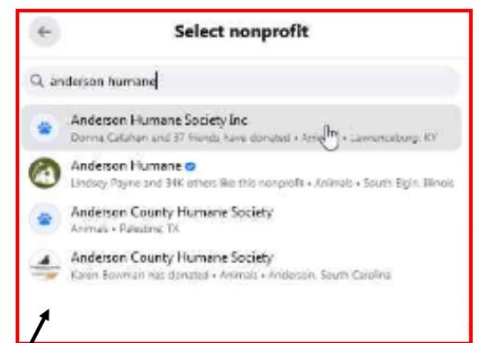 Select nonprofit
anderson humane
Anderson Humane Society Inc
Donna Callahan and 37 friends have donated • • Lawrenceburg, KY
Anderson Humane
Lindsey Payne and 34K others like this nonprofit • Animals • South Elgin, Illinois
Anderson County Humane Society
Animals • Palestine, TX
Anderson County Humane Society
Karen Bowman has donated • Animals • Anderson, South Carolina